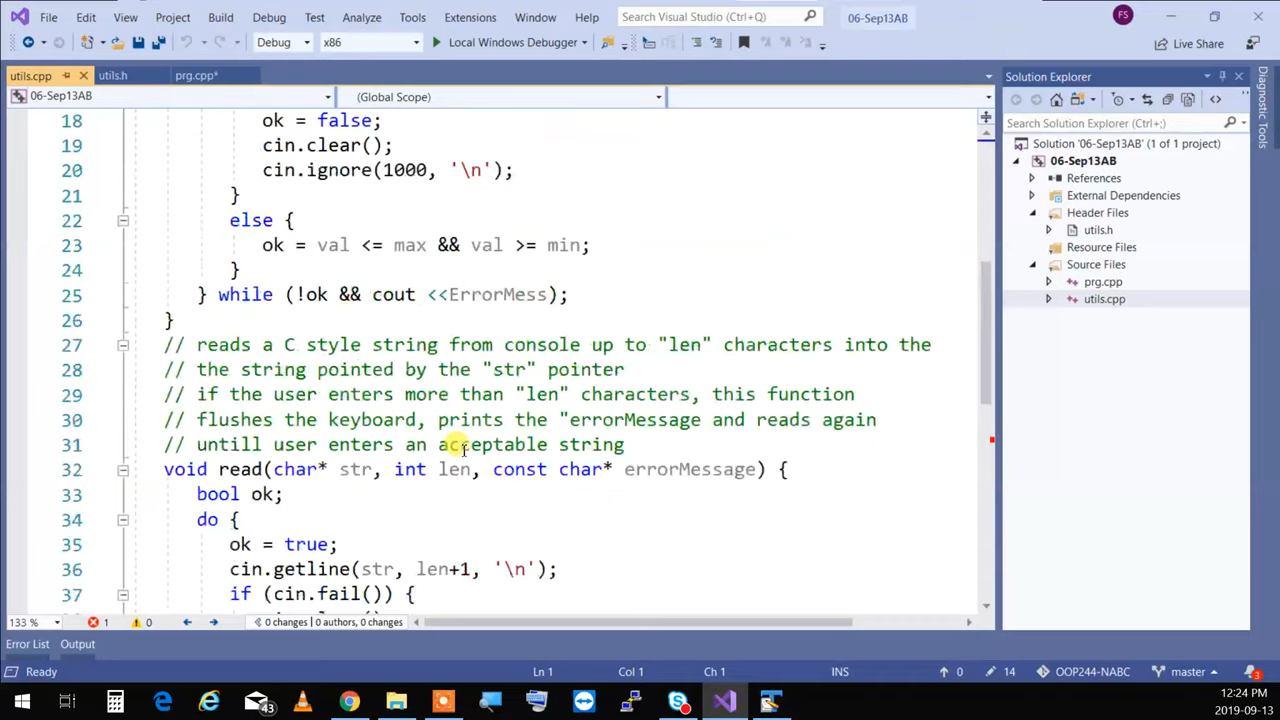 File Edit View Project Build Debug Test Analyze Tools Extensions Window Help Search Visual Studio (Ctrl+Q) 06-Sep13AB FS
Debug x86 Local Windows Debugger Live Share
utils.cpp utils.h prg.cpp*
06-Sep13AB (Global Scope)
18 ok = false;
19 cin.clear();
20 cin.ignore(1000, '\n');
21 }
22 else {
23 ok = val <= max && val >= min;
24 }
25 } while (!ok && cout <<ErrorMess);
26 }
27 // reads a C style string from console up to "len" characters into the
28 // the string pointed by the "str" pointer
29 // if the user enters more than "len" characters, this function
30 // flushes the keyboard, prints the "errorMessage and reads again
31 // untill user enters an acceptable string
32 void read(char* str, int len, const char* errorMessage) {
33 bool ok;
34 do {
35 ok = true;
36 cin.getline(str, len+1, '\n');
37 if (cin.fail()) {
133 % 1 0 0 changes | 0 authors, 0 changes
Error List Output
Solution Explorer
Search Solution Explorer (Ctrl+;)
Solution '06-Sep13AB' (1 of 1 project)
06-Sep13AB
References
External Dependencies
Header Files
utils.h
Resource Files
Source Files
prg.cpp
utils.cpp
Diagnostic Tools
Ready Ln 1 Col 1 Ch 1 INS 0 14 OOP244-NABC master 3
43
12:24 PM
2019-09-13